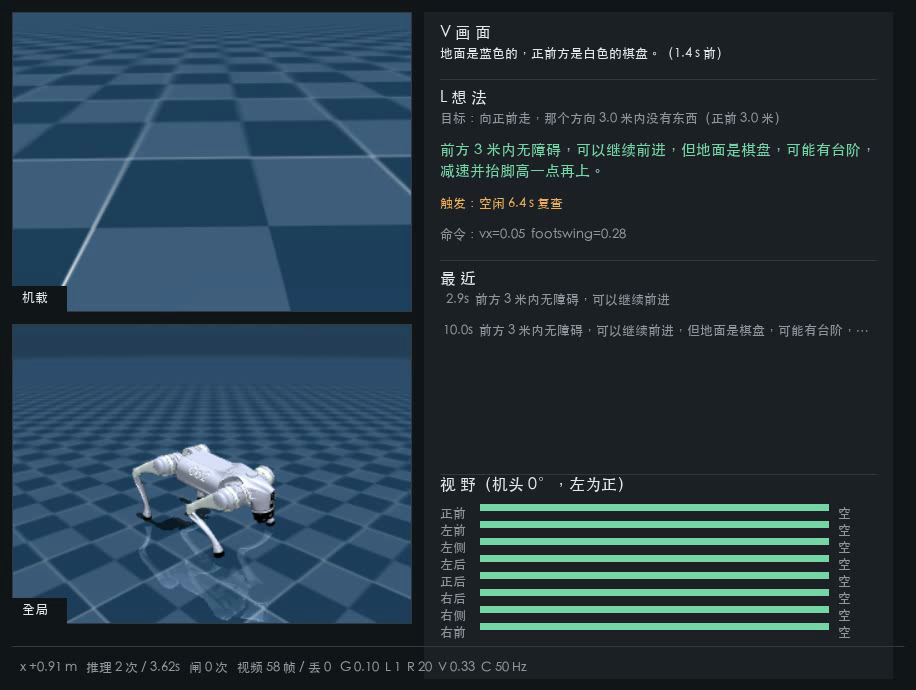 V 画 面
地面是蓝色的，正前方是白色的棋盘。 (1.4 s 前)
L 想 法
目标：向正前走，那个方向 3.0 米内没有东西 (正前 3.0 米)
前方 3 米内无障碍，可以继续前进，但地面是棋盘，可能有台阶，
减速并抬脚高一点再上。
触发：空闲 6.4 s 复查
命令：vx=0.05 footswing=0.28
最 近
2.9s 前方 3 米内无障碍，可以继续前进
10.0s 前方 3 米内无障碍，可以继续前进，但地面是棋盘，可能有台阶，…
机载
全局
视 野 (机头 0° ，左为正)
正前 空
左前 空
左侧 空
左后 空
正后 空
右后 空
右侧 空
右前 空
x +0.91 m 推理 2 次 / 3.62s 闸 0 次 视频 58 帧 / 丢 0 G 0.10 L 1 R 20 V 0.33 C 50 Hz